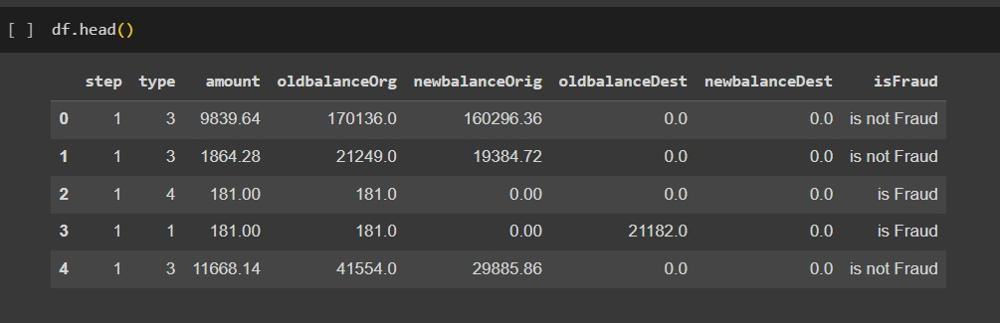 [ ] df.head()
step type amount oldbalanceOrg newbalanceOrig oldbalanceDest newbalanceDest isFraud
0 1 3 9839.64 170136.0 160296.36 0.0 0.0 is not Fraud
1 1 3 1864.28 21249.0 19384.72 0.0 0.0 is not Fraud
2 1 4 181.00 181.0 0.00 0.0 0.0 is Fraud
3 1 1 181.00 181.0 0.00 21182.0 0.0 is Fraud
4 1 3 11668.14 41554.0 29885.86 0.0 0.0 is not Fraud